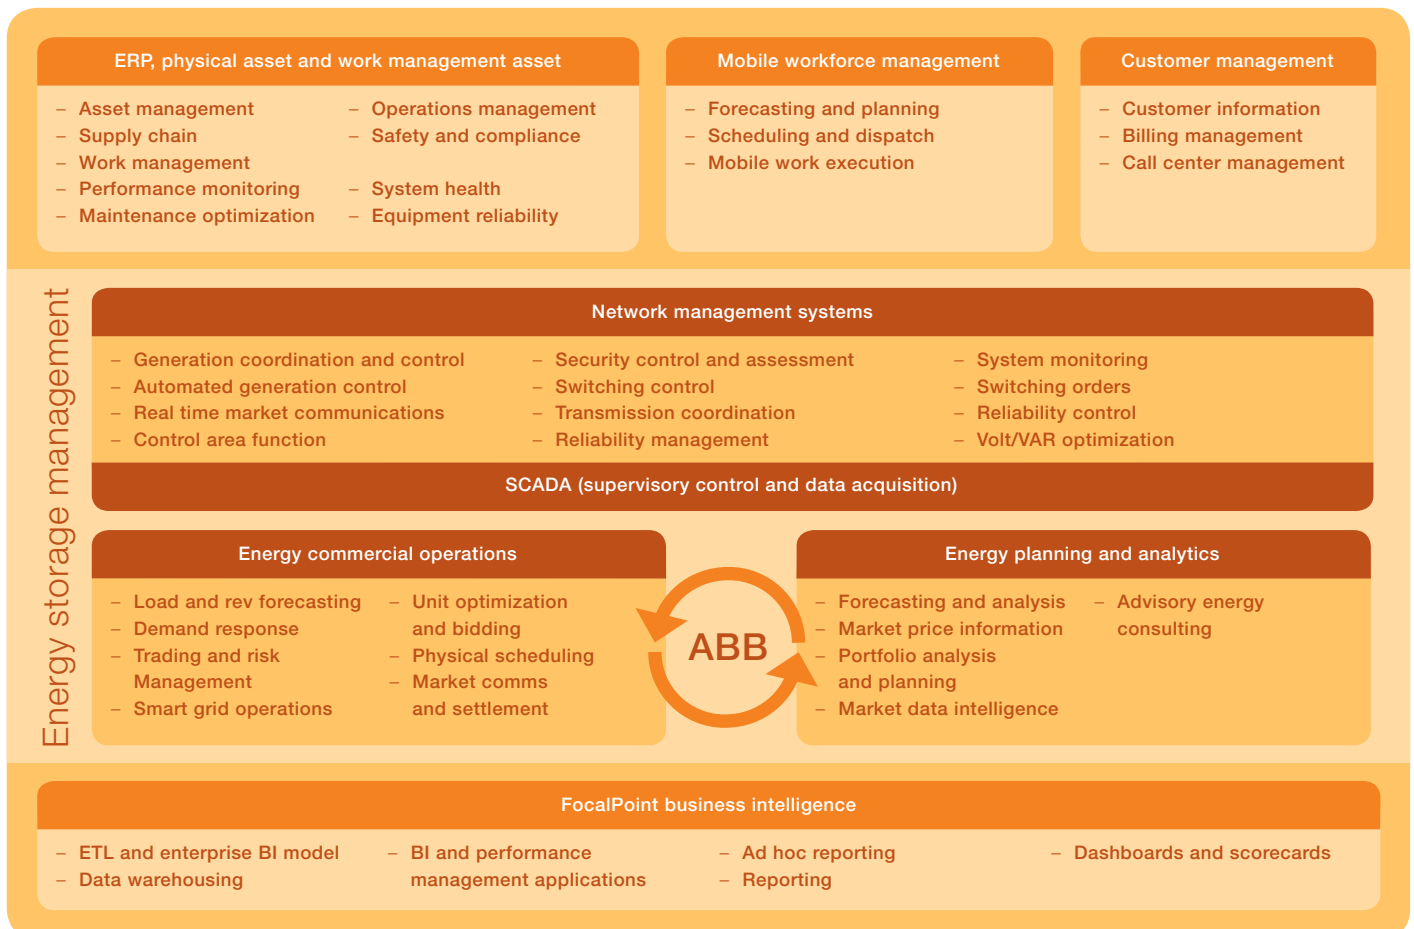 ERP, physical asset and work management asset
– Asset management
– Supply chain
– Work management
– Performance monitoring
– Maintenance optimization
– Operations management
– Safety and compliance
– System health
– Equipment reliability
Mobile workforce management
– Forecasting and planning
– Scheduling and dispatch
– Mobile work execution
Customer management
– Customer information
– Billing management
– Call center management
Energy storage management
Network management systems
– Generation coordination and control
– Automated generation control
– Real time market communications
– Control area function
– Security control and assessment
– Switching control
– Transmission coordination
– Reliability management
– System monitoring
– Switching orders
– Reliability control
– Volt/VAR optimization
SCADA (supervisory control and data acquisition)
Energy commercial operations
– Load and rev forecasting
– Demand response
– Trading and risk
Management
– Smart grid operations
– Unit optimization
and bidding
– Physical scheduling
– Market comms
and settlement
ABB
Energy planning and analytics
– Forecasting and analysis
– Market price information
– Portfolio analysis
and planning
– Market data intelligence
– Advisory energy
consulting
FocalPoint business intelligence
– ETL and enterprise BI model
– Data warehousing
– BI and performance
management applications
– Ad hoc reporting
– Reporting
– Dashboards and scorecards